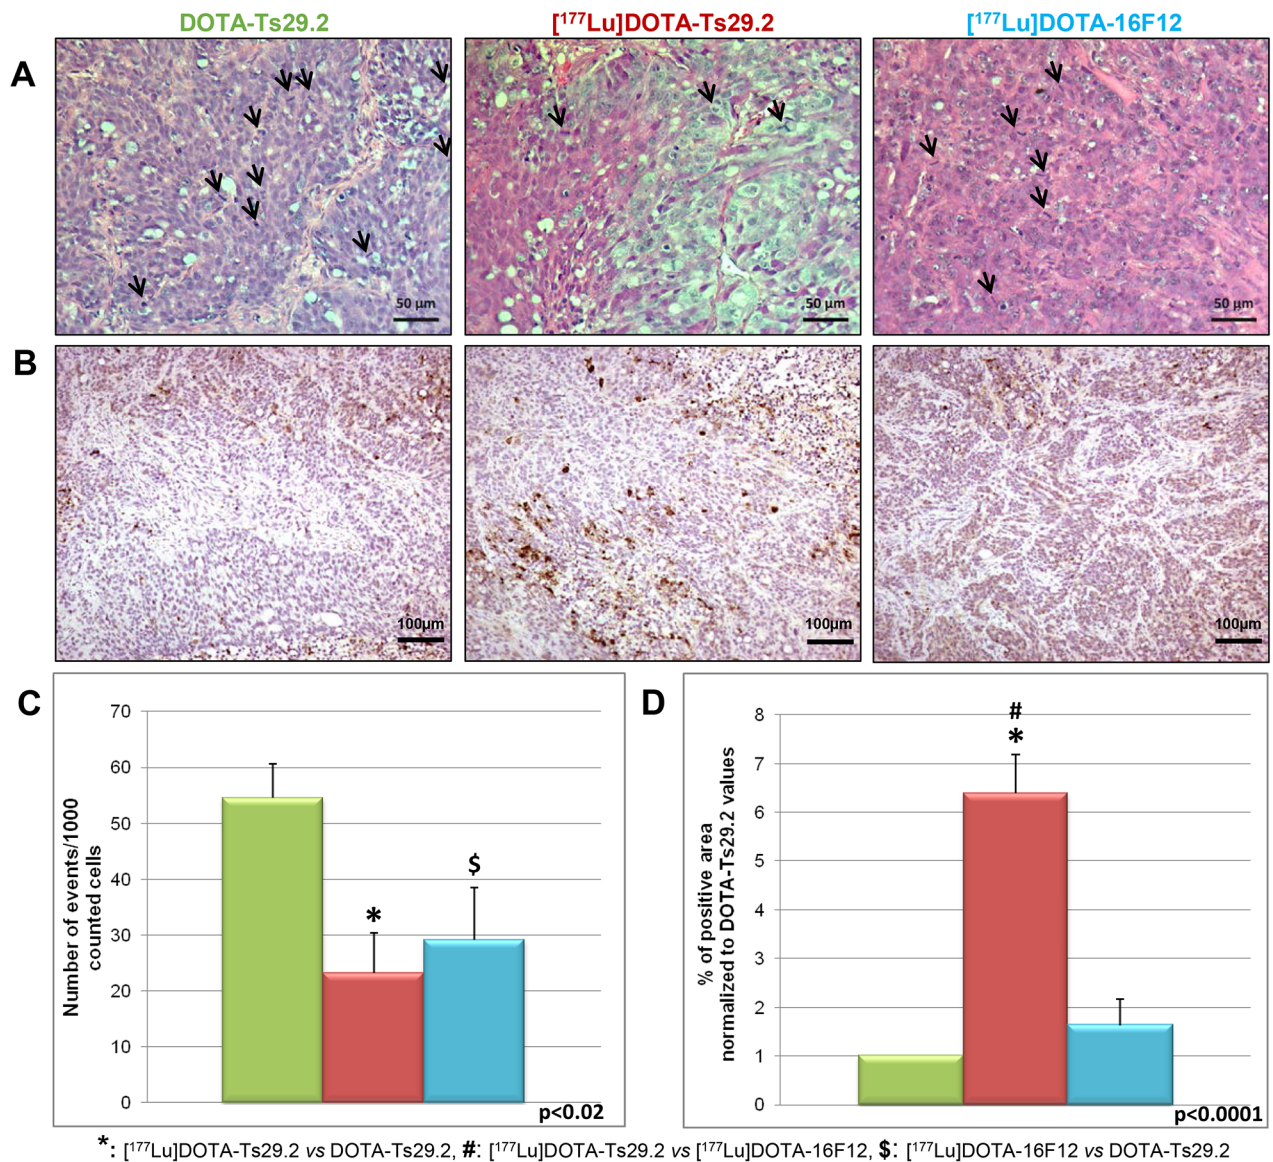 DOTA-Ts29.2 [¹⁷⁷Lu]DOTA-Ts29.2 [¹⁷⁷Lu]DOTA-16F12
A
50 µm 50 µm 50 µm
B
100µm 100µm 100µm
C
Number of events/1000
counted cells
70
60
50
40
30
20
10
0
*
$
p<0.02
D
% of positive area
normalized to DOTA-Ts29.2 values
8
7
6
5
4
3
2
1
0
#
*
p<0.0001
*: [¹⁷⁷Lu]DOTA-Ts29.2 vs DOTA-Ts29.2, #: [¹⁷⁷Lu]DOTA-Ts29.2 vs [¹⁷⁷Lu]DOTA-16F12, $: [¹⁷⁷Lu]DOTA-16F12 vs DOTA-Ts29.2